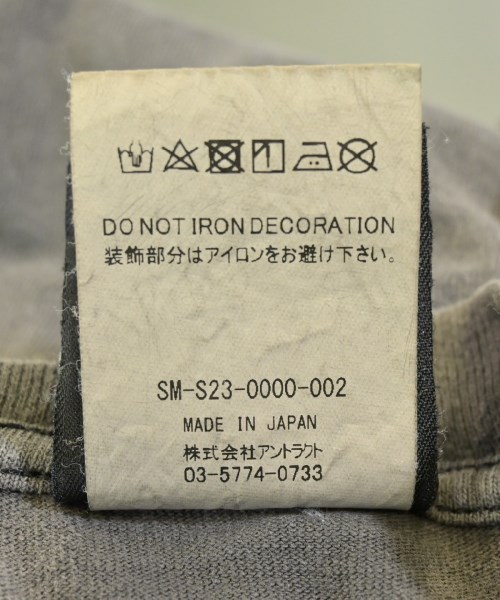 DO NOT IRON DECORATION
装飾部分はアイロンをお避け下さい。
SM-S23-0000-002
MADE IN JAPAN
株式会社アントラクト
03-5774-0733